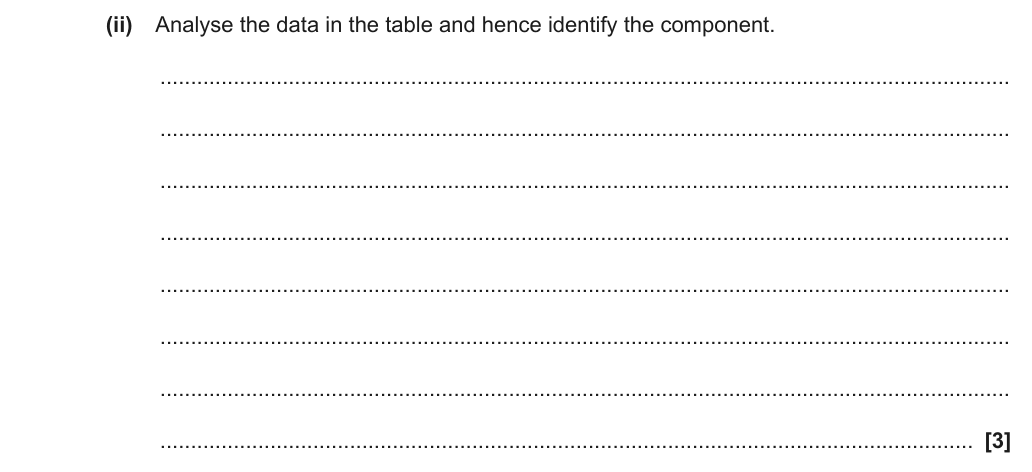 (ii) Analyse the data in the table and hence identify the component.
[3]